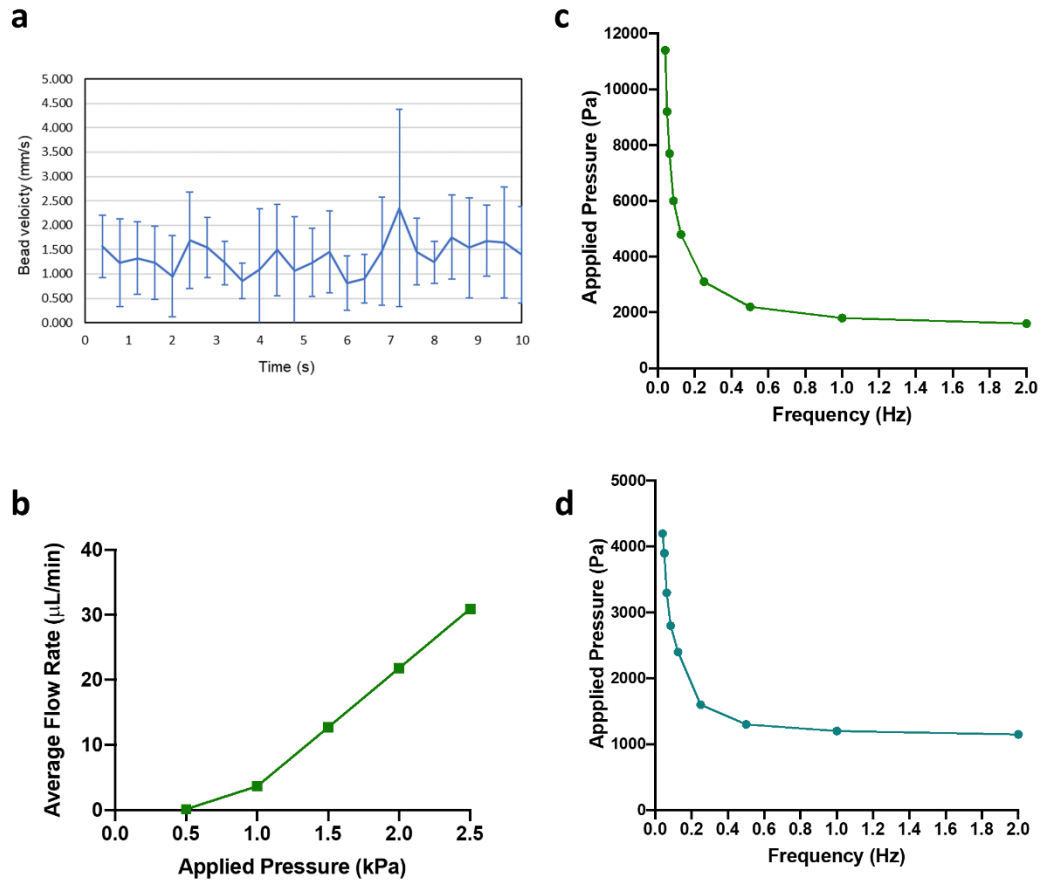 a
5.000
4.500
4.000
3.500
3.000
2.500
2.000
1.500
1.000
0.500
0.000
Bead veloicty (mm/s)
0 1 2 3 4 5 6 7 8 9 10
Time (s)
b
40
30
20
10
0
Average Flow Rate (μL/min)
0.0 0.5 1.0 1.5 2.0 2.5
Applied Pressure (kPa)
c
12000
10000
8000
6000
4000
2000
0
Appplied Pressure (Pa)
0.0 0.2 0.4 0.6 0.8 1.0 1.2 1.4 1.6 1.8 2.0
Frequency (Hz)
d
5000
4000
3000
2000
1000
0
Appplied Pressure (Pa)
0.0 0.2 0.4 0.6 0.8 1.0 1.2 1.4 1.6 1.8 2.0
Frequency (Hz)